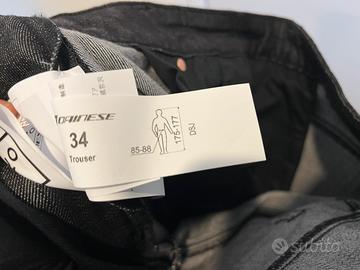 DAINESE
34
Trouser
85-88
175-177
DSJ
subito